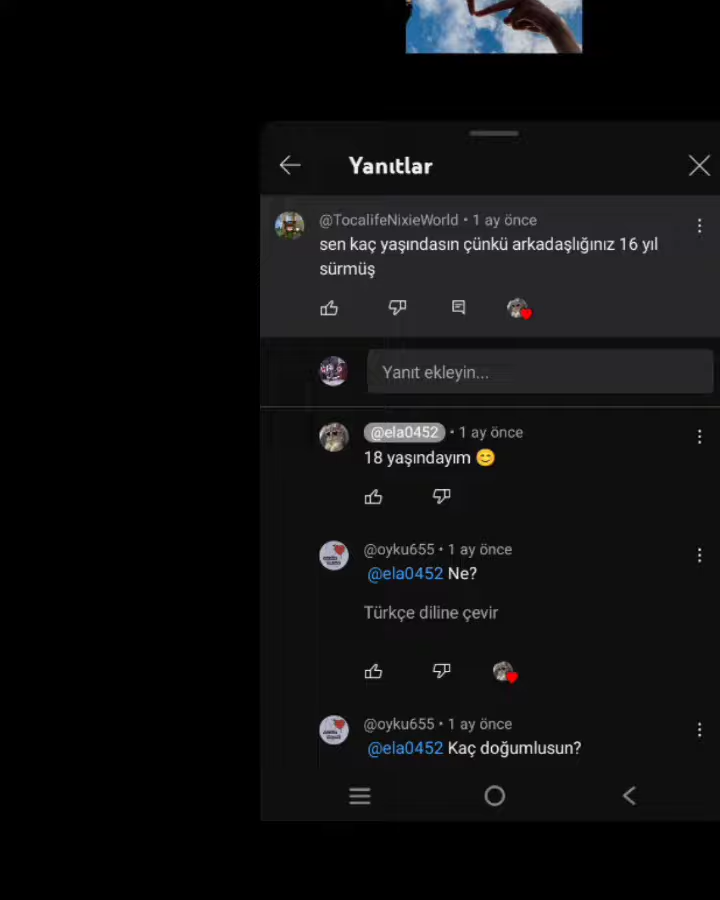 Yanıtlar
@TocalifeNixieWorld • 1 ay önce
sen kaç yaşındasın çünkü arkadaşlığınız 16 yıl
sürmüş
Yanıt ekleyin...
@ela0452 • 1 ay önce
18 yaşındayım 😊
@oyku655 • 1 ay önce
@ela0452 Ne?
Türkçe diline çevir
@oyku655 • 1 ay önce
@ela0452 Kaç doğumlusun?